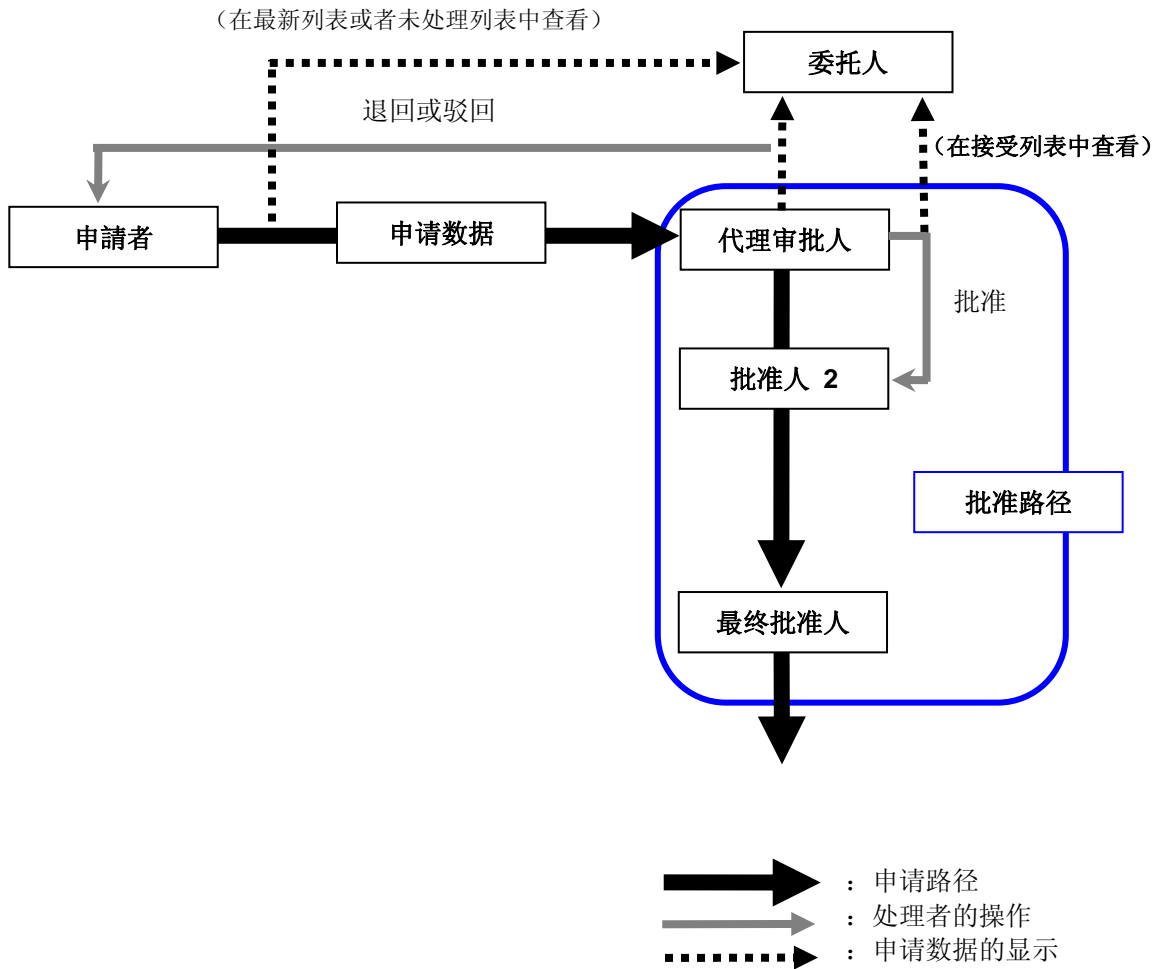 （在最新列表或者未处理列表中查看）
委托人
退回或驳回
（在接受列表中查看）
申請者
申请数据
代理审批人
批准
批准人 2
批准路径
最终批准人
：申请路径
：处理者的操作
：申请数据的显示